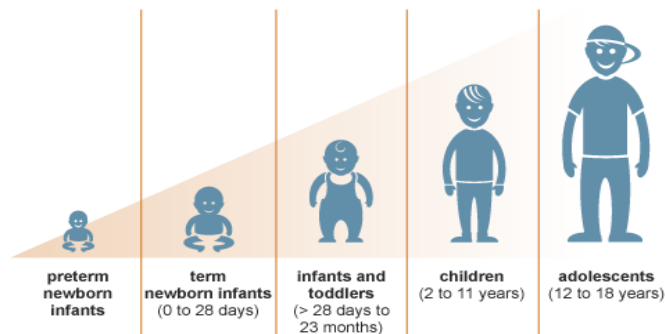 preterm
newborn
infants
term
newborn infants
(0 to 28 days)
infants and
toddlers
(> 28 days to
23 months)
children
(2 to 11 years)
adolescents
(12 to 18 years)